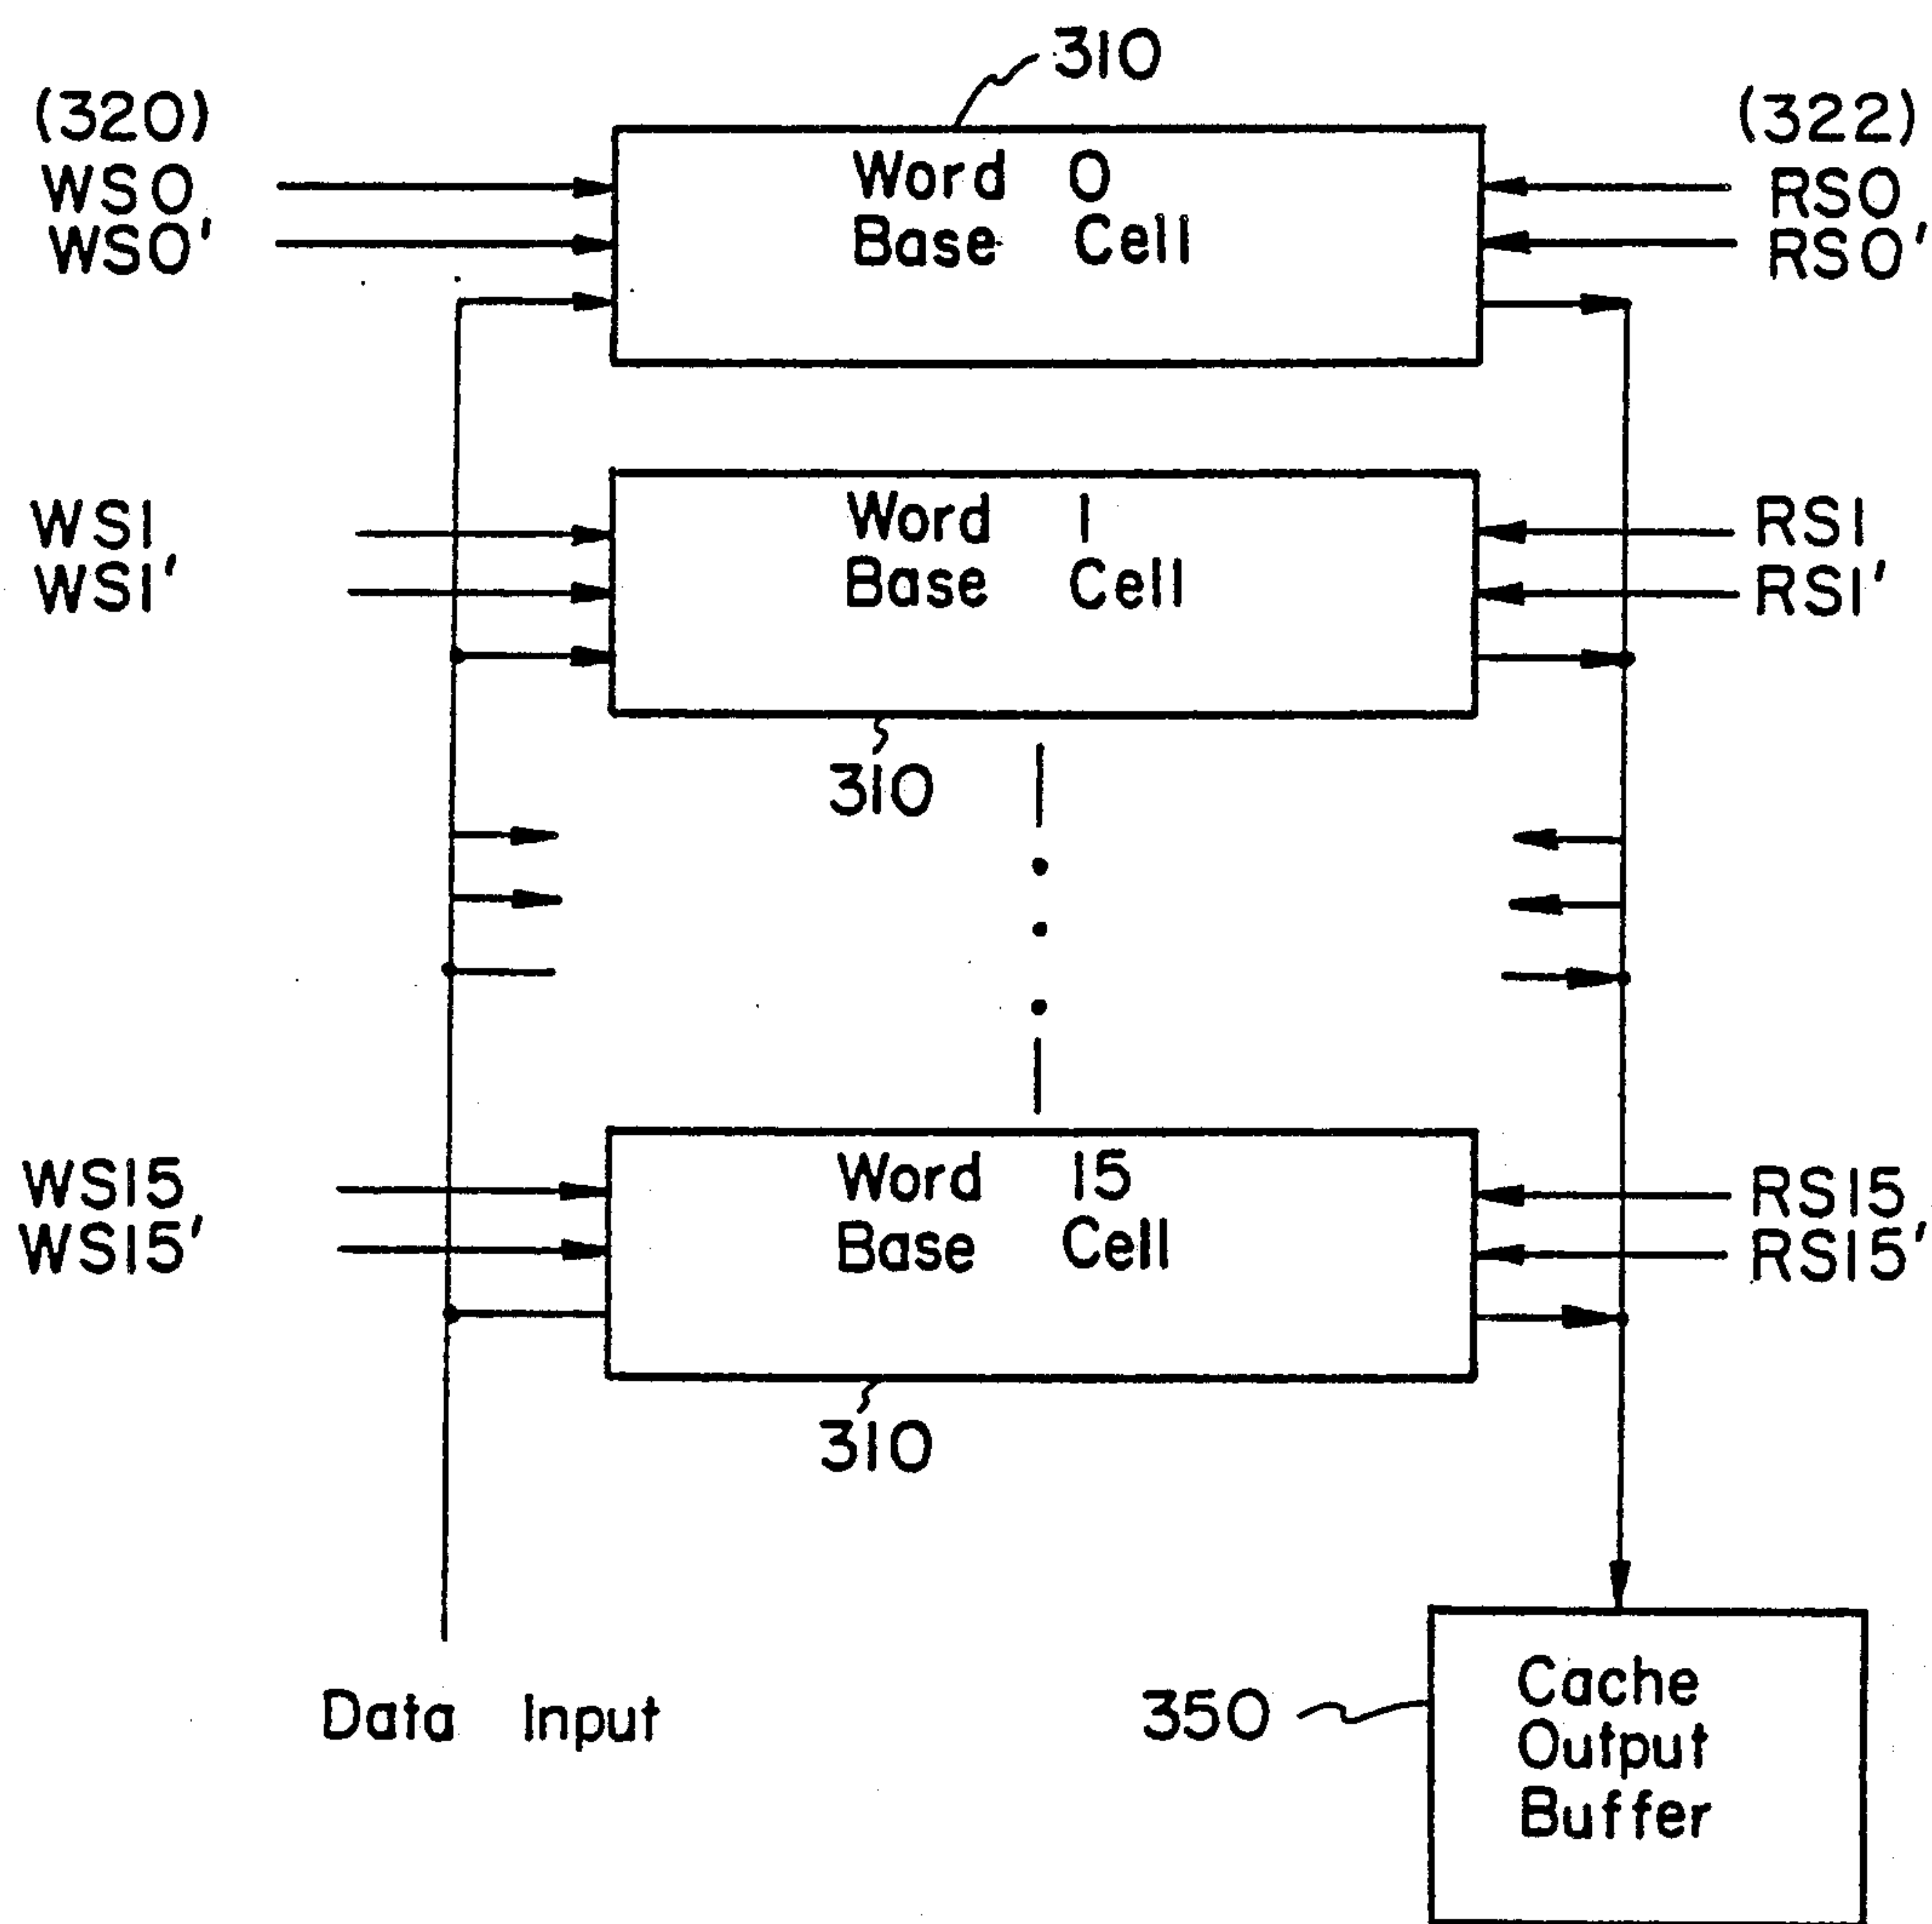 310
(320)
WS0
WS0'
Word 0
Base Cell
(322)
RS0
RS0'
WS1
WS1'
Word 1
Base Cell
RS1
RS1'
310
WS15
WS15'
Word 15
Base Cell
RS15
RS15'
310
Data Input
350
Cache
Output
Buffer